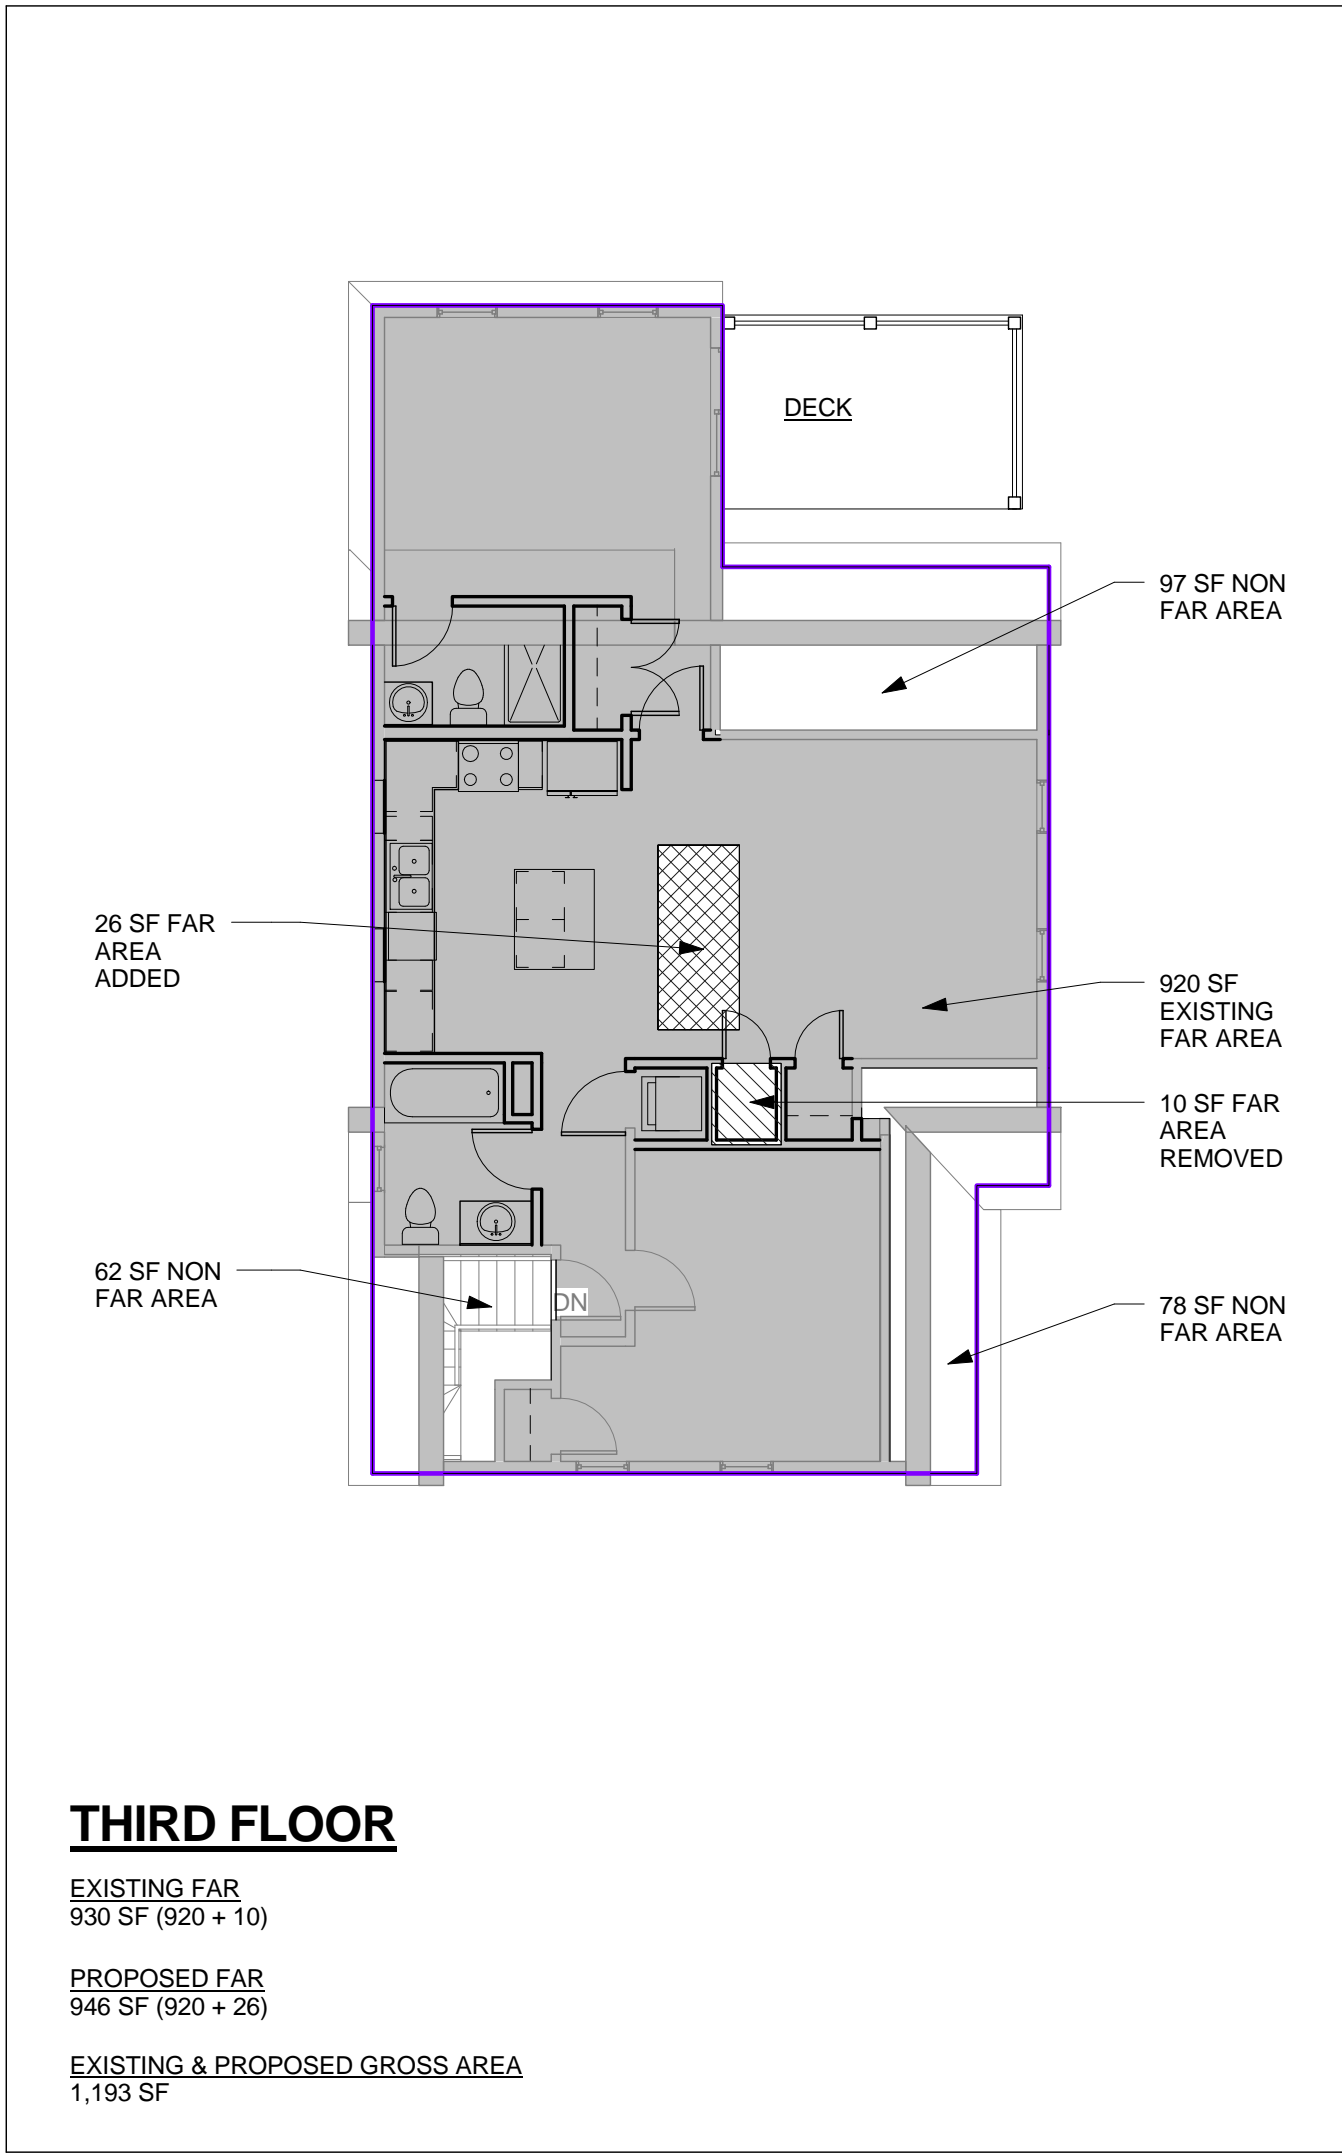 DECK
97 SF NON
FAR AREA
26 SF FAR
AREA
ADDED
920 SF
EXISTING
FAR AREA
10 SF FAR
AREA
REMOVED
62 SF NON
FAR AREA
DN
78 SF NON
FAR AREA
THIRD FLOOR
EXISTING FAR
930 SF (920 + 10)
PROPOSED FAR
946 SF (920 + 26)
EXISTING & PROPOSED GROSS AREA
1,193 SF